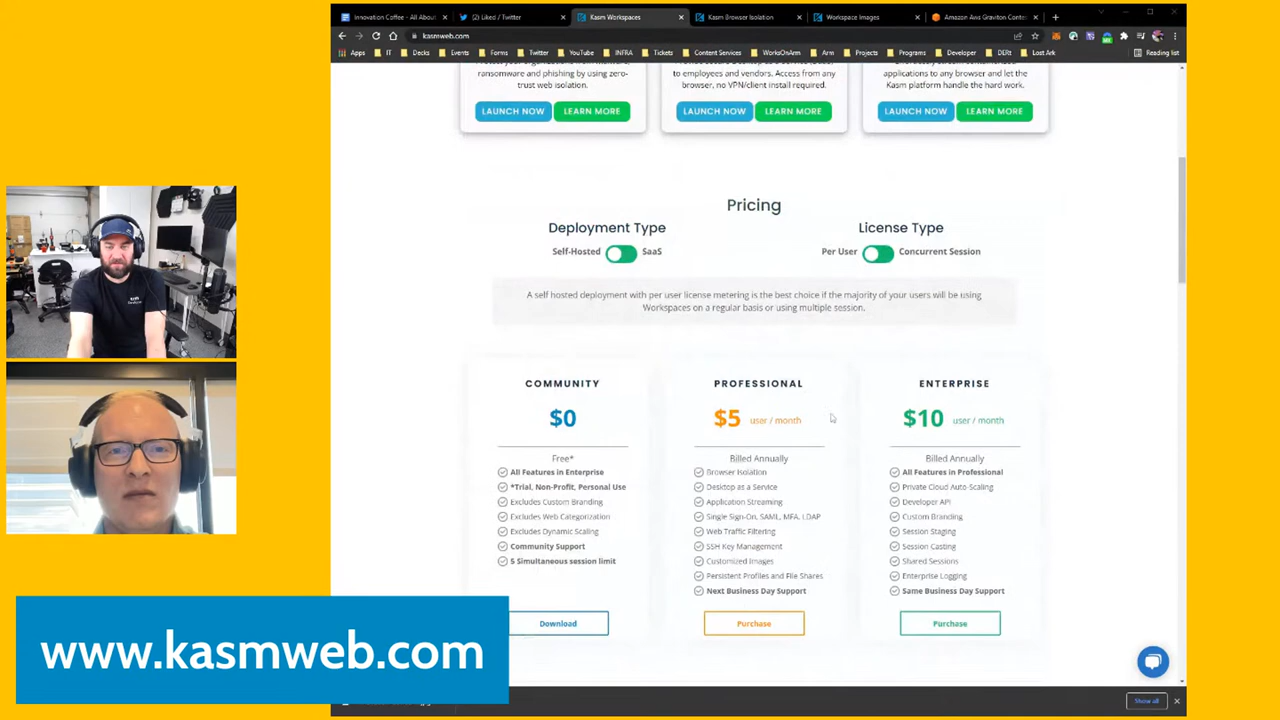 Innovation Coffee - All Abou
(2) Liked / Twitter
Kasm Workspaces
Kasm Browser Isolation
Workspace Images
Amazon Aws Graviton Conte
kasmweb.com
Apps
IT
Decks
Events
Forms
Twitter
YouTube
INFRA
Tickets
Content Services
WorksOnArm
Arm
Projects
Programs
Developer
DERt
Lost Ark
Reading list
ransomware and phishing by using zero-
trust web isolation.
LAUNCH NOW
LEARN MORE
to employees and vendors. Access from any
browser, no VPN/client install required.
LAUNCH NOW
LEARN MORE
applications to any browser and let the
Kasm platform handle the hard work.
LAUNCH NOW
LEARN MORE
Pricing
Deployment Type
Self-Hosted
SaaS
License Type
Per User
Concurrent Session
A self hosted deployment with per user license metering is the best choice if the majority of your users will be using
Workspaces on a regular basis or using multiple session.
COMMUNITY
$0
Free*
All Features in Enterprise
*Trial, Non-Profit, Personal Use
Excludes Custom Branding
Excludes Web Categorization
Excludes Dynamic Scaling
Community Support
5 Simultaneous session limit
Download
PROFESSIONAL
$5 user / month
Billed Annually
Browser Isolation
Desktop as a Service
Application Streaming
Single Sign-On, SAML, MFA, LDAP
Web Traffic Filtering
SSH Key Management
Customized Images
Persistent Profiles and File Shares
Next Business Day Support
Purchase
ENTERPRISE
$10 user / month
Billed Annually
All Features in Professional
Private Cloud Auto-Scaling
Developer API
Custom Branding
Session Staging
Session Casting
Shared Sessions
Enterprise Logging
Same Business Day Support
Purchase
www.kasmweb.com
Show all